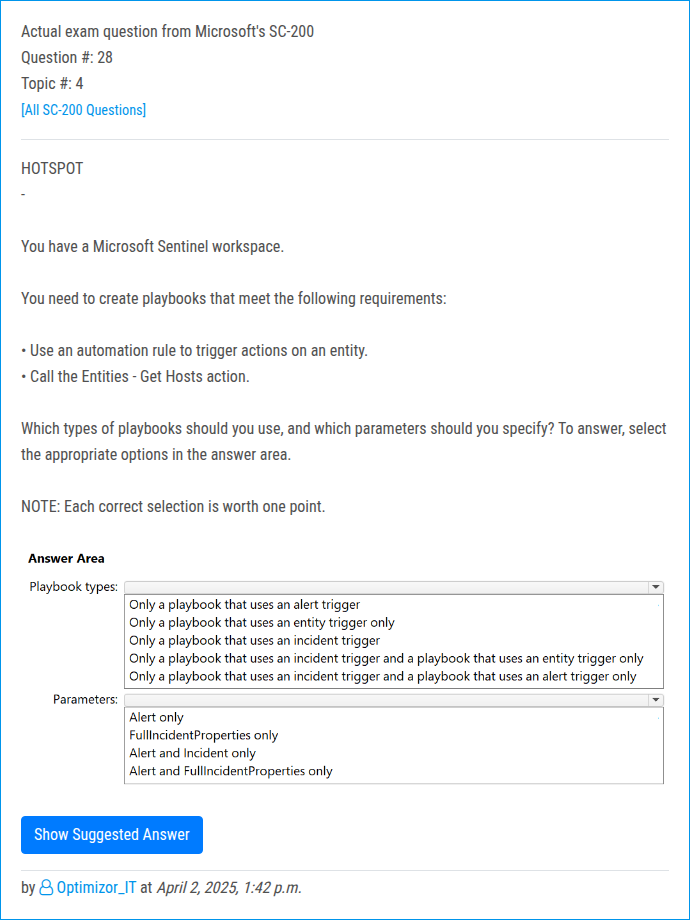 Actual exam question from Microsoft's SC-200
Question #: 28
Topic #: 4
[All SC-200 Questions]
HOTSPOT
-
You have a Microsoft Sentinel workspace.
You need to create playbooks that meet the following requirements:
• Use an automation rule to trigger actions on an entity.
• Call the Entities - Get Hosts action.
Which types of playbooks should you use, and which parameters should you specify? To answer, select
the appropriate options in the answer area.
NOTE: Each correct selection is worth one point.
Answer Area
Playbook types:
Only a playbook that uses an alert trigger
Only a playbook that uses an entity trigger only
Only a playbook that uses an incident trigger
Only a playbook that uses an incident trigger and a playbook that uses an entity trigger only
Only a playbook that uses an incident trigger and a playbook that uses an alert trigger only
Parameters:
Alert only
FullIncidentProperties only
Alert and Incident only
Alert and FullIncidentProperties only
Show Suggested Answer
by Optimizor_IT at April 2, 2025, 1:42 p.m.